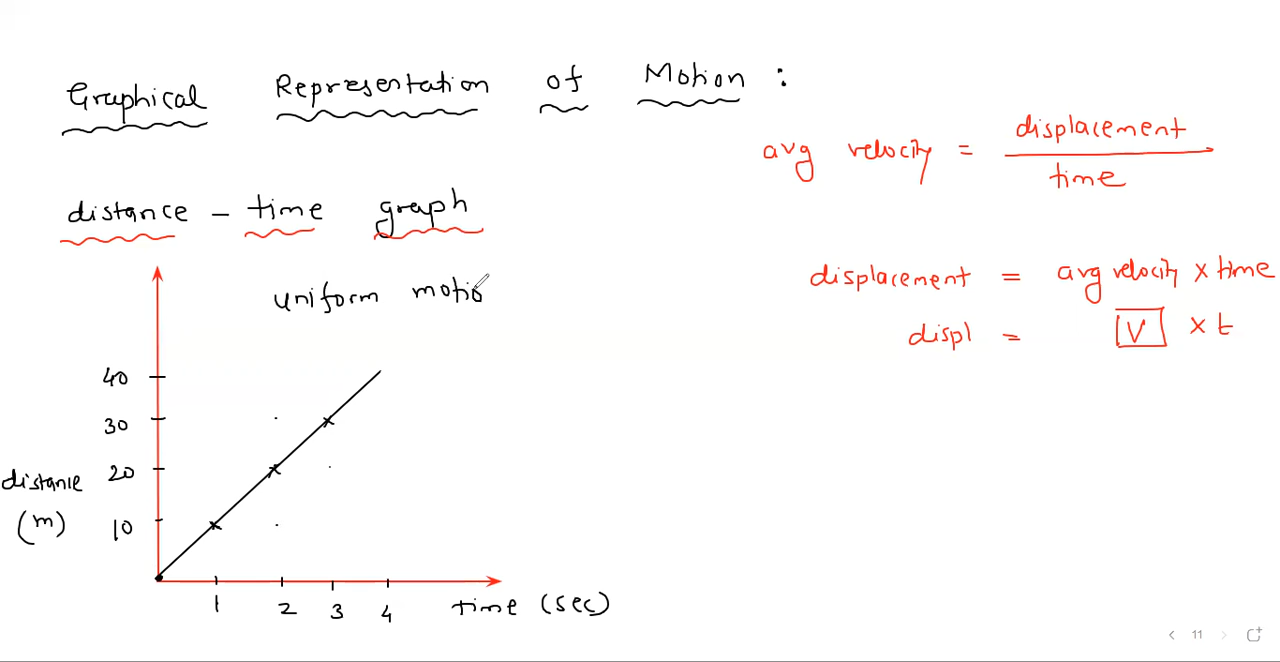 Graphical Representation of Motion :
avg velocity = displacement
time
distance - time graph
uniform motio
displacement = avg velocity x time
displ = V x t
40
30
20
10
distance
(m)
1 2 3 4 time (sec)
< 11 >